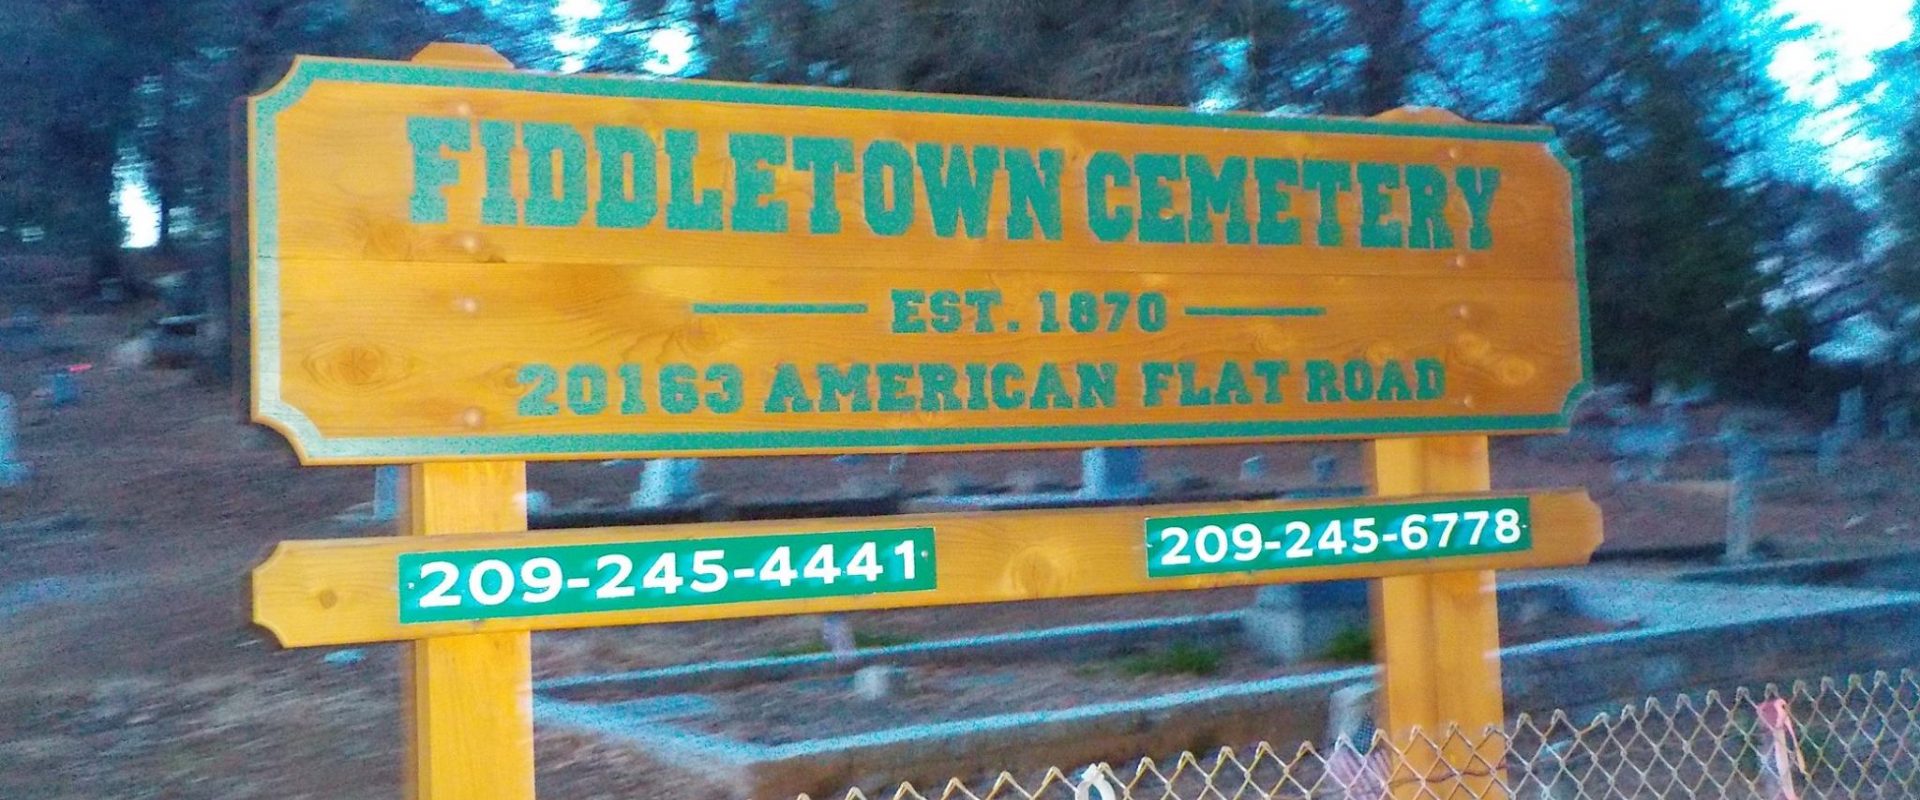 FIDDLETOWN CEMETERY
EST. 1870
20163 AMERICAN FLAT ROAD
209-245-4441
209-245-6778